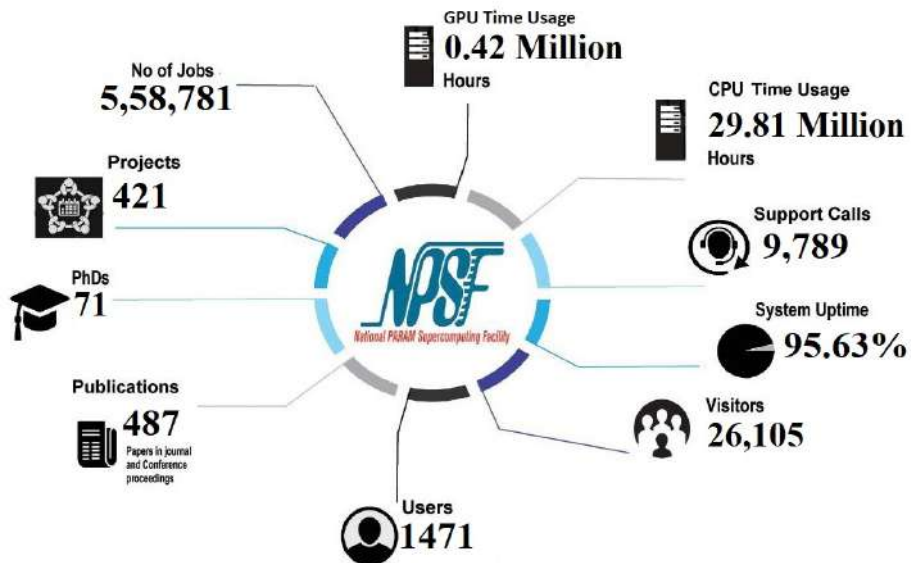 GPU Time Usage
0.42 Million
Hours
No of Jobs
5,58,781
CPU Time Usage
29.81 Million
Hours
Projects
421
Support Calls
9,789
PhDs
71
NPSF
National PARAM Supercomputing Facility
System Uptime
95.63%
Publications
487
Papers in journal
and Conference
proceedings
Visitors
26,105
Users
1471